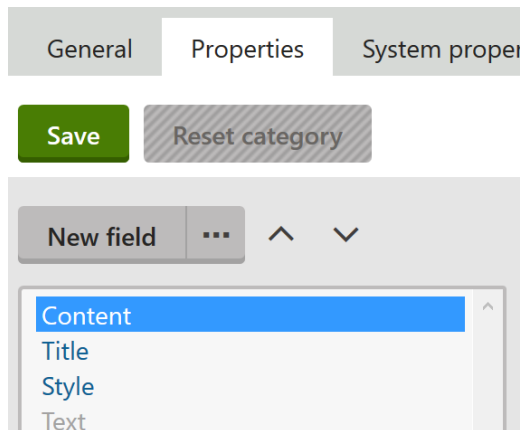 General Properties System proper
Save Reset category
New field ...
Content
Title
Style
Text